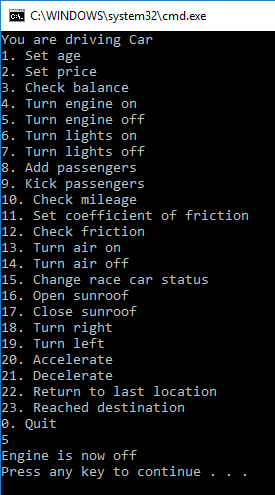 C:\WINDOWS\system32\cmd.exe
You are driving Car
1. Set age
2. Set price
3. Check balance
4. Turn engine on
5. Turn engine off
6. Turn lights on
7. Turn lights off
8. Add passengers
9. Kick passengers
10. Check mileage
11. Set coefficient of friction
12. Check friction
13. Turn air on
14. Turn air off
15. Change race car status
16. Open sunroof
17. Close sunroof
18. Turn right
19. Turn left
20. Accelerate
21. Decelerate
22. Return to last location
23. Reached destination
0. Quit
5
Engine is now off
Press any key to continue . . .